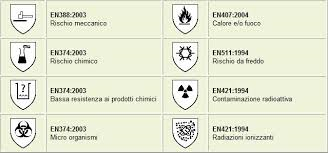 EN388:2003
Rischio meccanico
EN407:2004
Calore e/o fuoco
EN374:2003
Rischio chimico
EN511:1994
Rischio da freddo
EN374:2003
Bassa resistenza ai prodotti chimici
EN421:1994
Contaminazione radioattiva
EN374:2003
Micro organismi
EN421:1994
Radiazioni ionizzanti